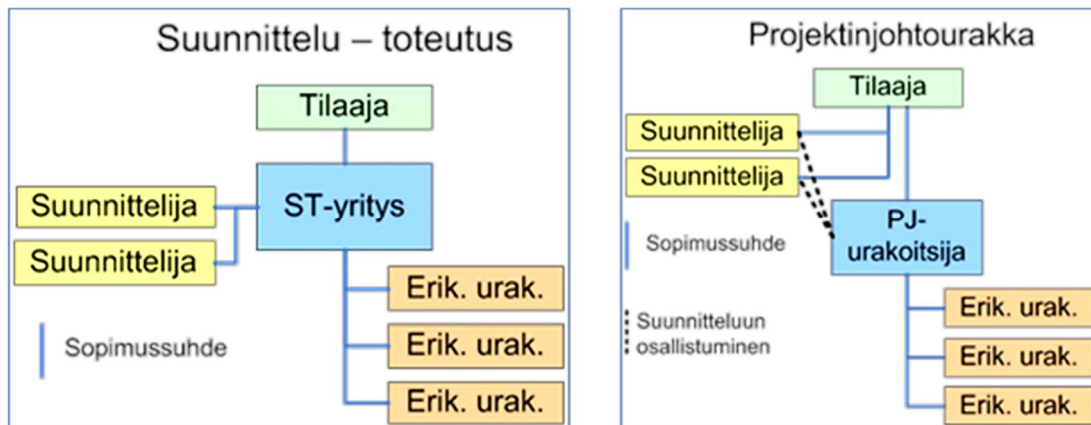 Suunnittelu – toteutus
Tilaaja
Suunnittelija
ST-yritys
Suunnittelija
Erik. urak.
Sopimussuhde
Erik. urak.
Erik. urak.
Projektinjohtourakka
Tilaaja
Suunnittelija
Suunnittelija
PJ-
urakoitsija
Sopimussuhde
Erik. urak.
Suunnitteluun
osallistuminen
Erik. urak.
Erik. urak.